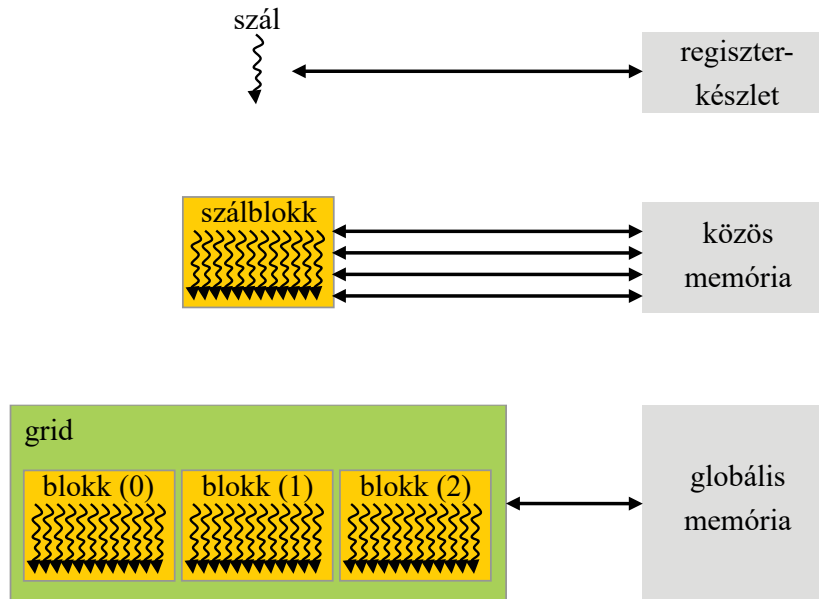 szál
regiszter-
készlet
szálblokk
közös
memória
grid
blokk (0)
blokk (1)
blokk (2)
globális
memória